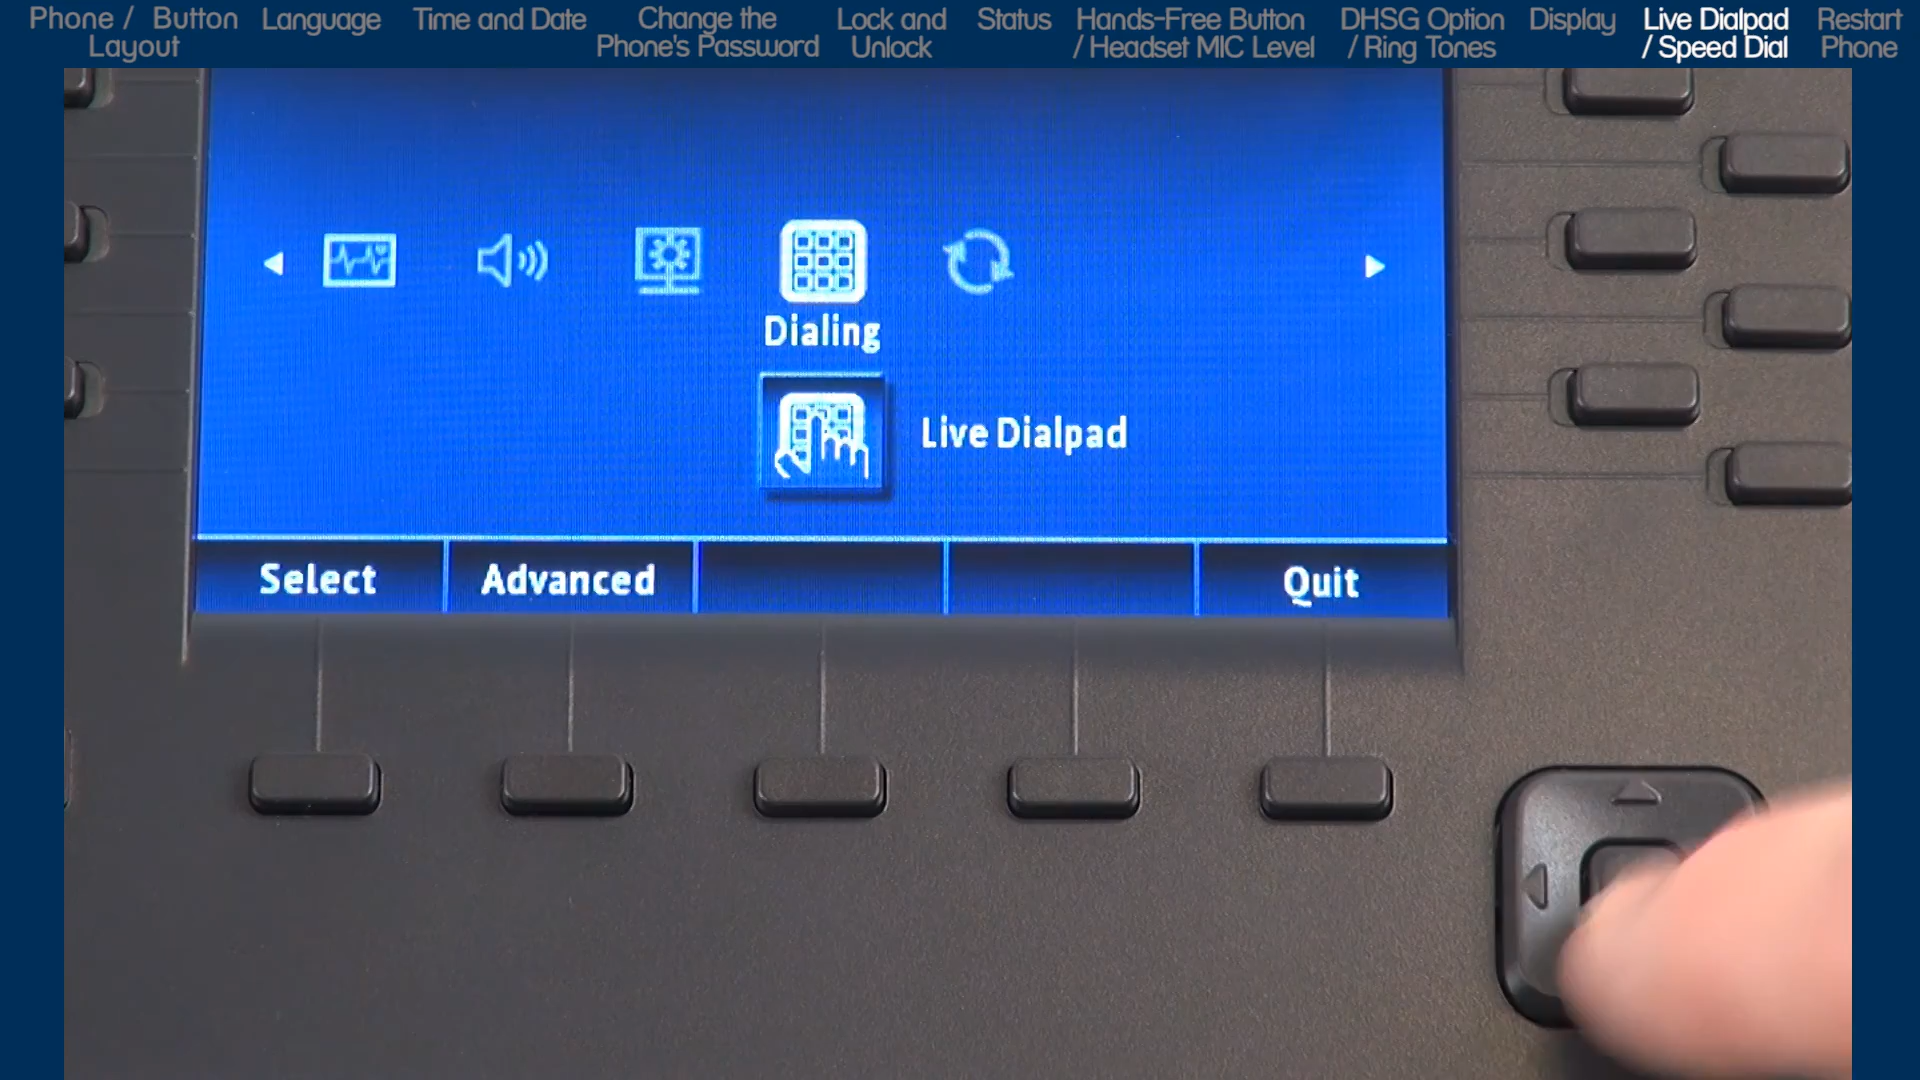 Phone / Button Layout
Language
Time and Date
Change the Phone's Password
Lock and Unlock
Status
Hands-Free Button / Headset MIC Level
DHSG Option / Ring Tones
Display
Live Dialpad / Speed Dial
Restart Phone
Dialing
Live Dialpad
Select
Advanced
Quit